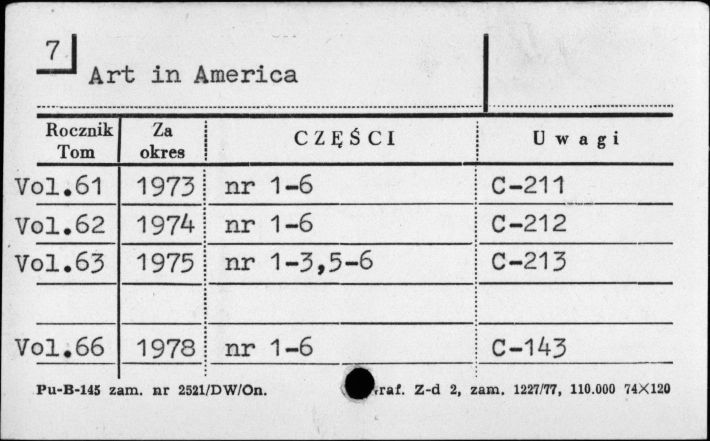 7
Art in America
Rocznik Tom Za okres CZĘŚCI Uwagi
Vol.61 1973 nr 1-6 C-211
Vol.62 1974 nr 1-6 C-212
Vol.63 1975 nr 1-3,5-6 C-213
Vol.66 1978 nr 1-6 C-143
Pu-B-145 zam. nr 2521/DW/On. raf. Z-d 2, zam. 1227/77, 110.000 74×120